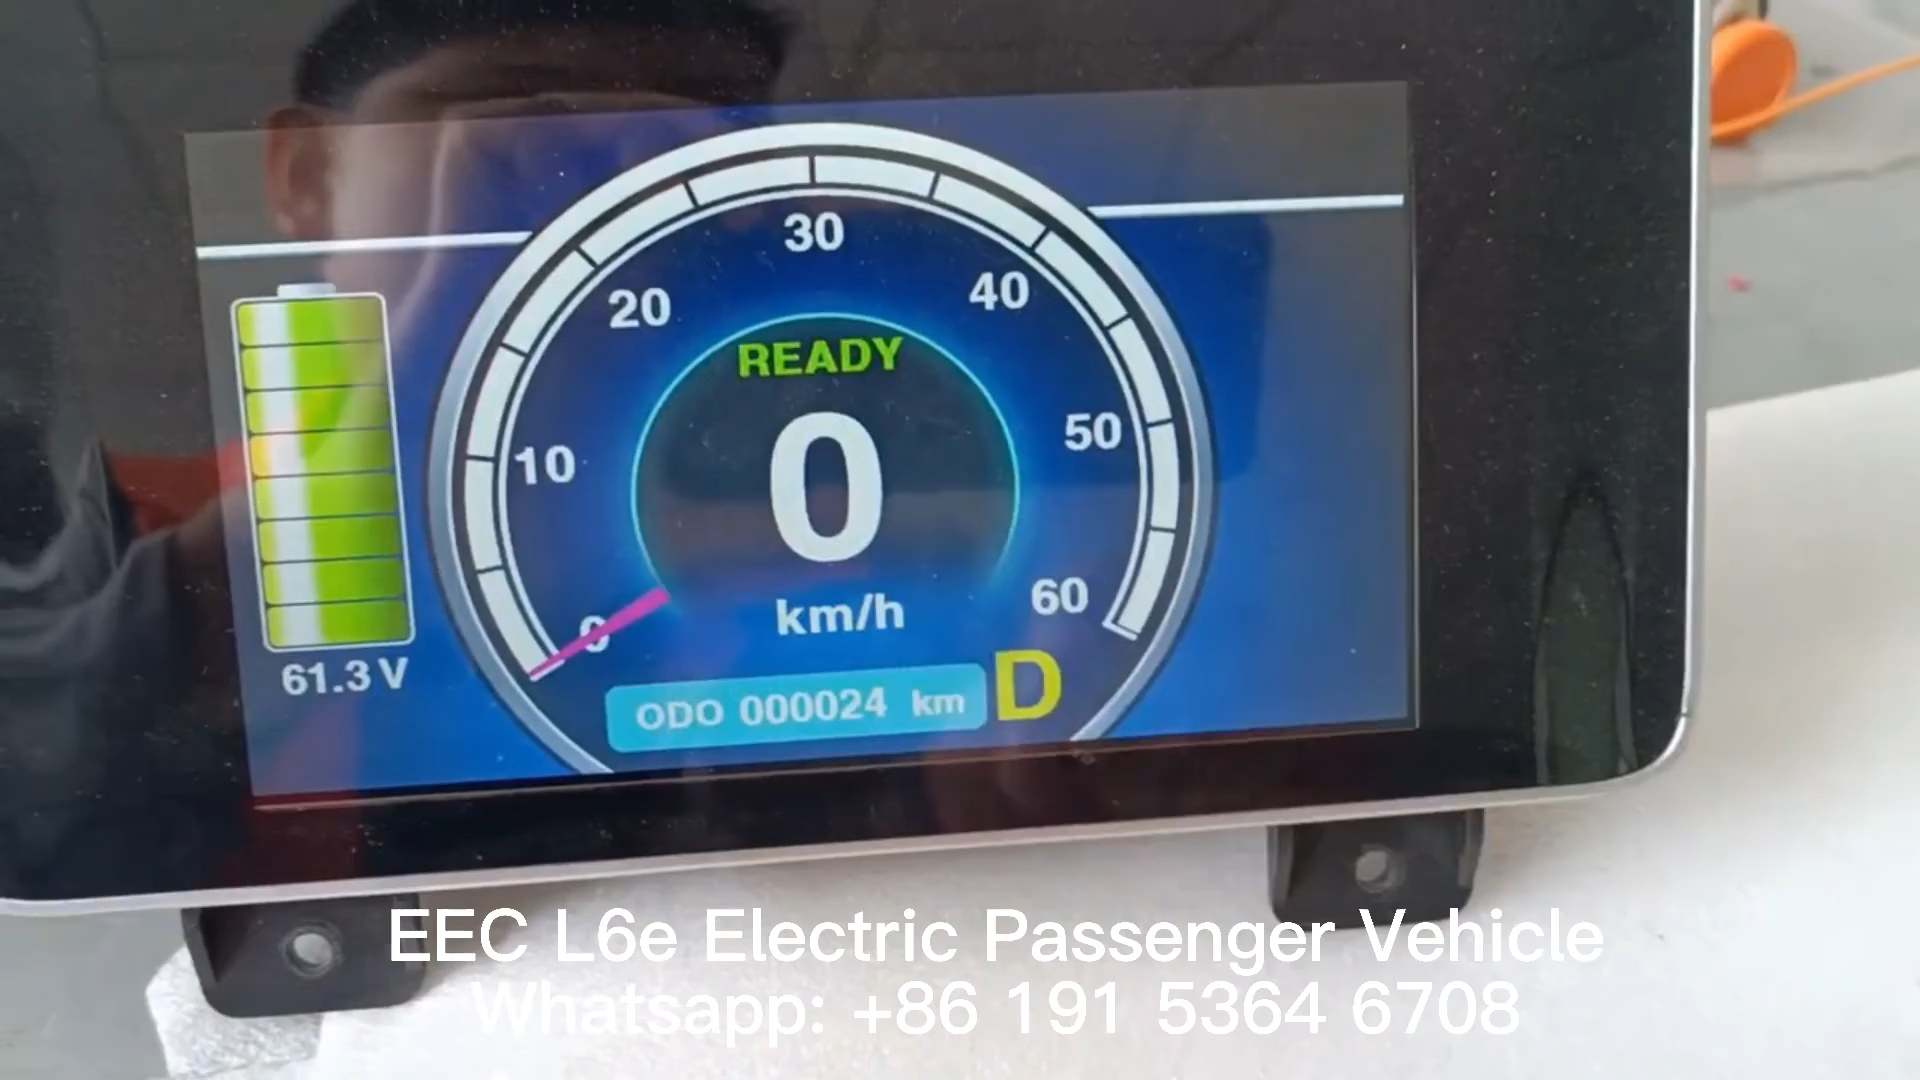 30
20
40
READY
10
50
0
0
60
km/h
61.3 V
ODO 000024 km
D
EEC L6e Electric Passenger Vehicle
Whatsapp: +86 191 5364 6708